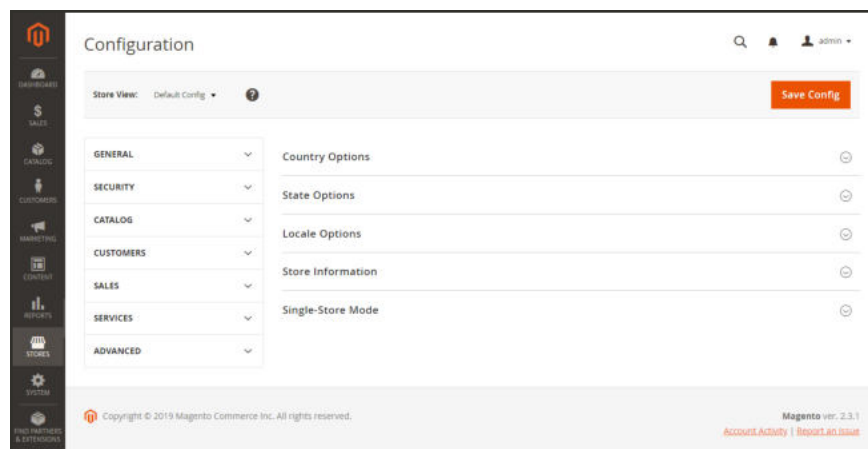 Configuration
admin
DASHBOARD
Store View: Default Config
Save Config
SALES
CATALOG
CUSTOMERS
MARKETING
CONTENT
REPORTS
STORES
SYSTEM
FIND PARTNERS
& EXTENSIONS
GENERAL
SECURITY
CATALOG
CUSTOMERS
SALES
SERVICES
ADVANCED
Country Options
State Options
Locale Options
Store Information
Single-Store Mode
Copyright © 2019 Magento Commerce Inc. All rights reserved.
Magento ver. 2.3.1
Account Activity | Report an Issue